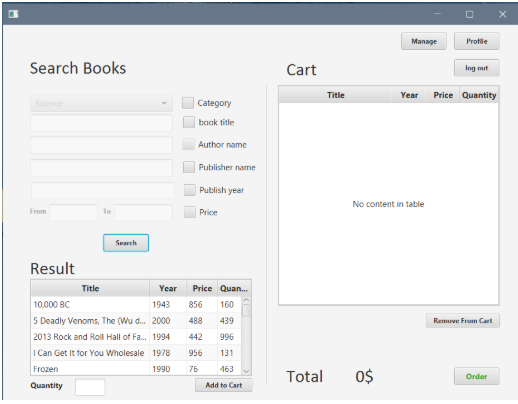 Manage Profile
Search Books
Cart
log out
Science
Category
book title
Author name
Publisher name
Publish year
From To Price
Search
Title Year Price Quantity
No content in table
Result
Title Year Price Quan...
10,000 BC 1943 856 160
5 Deadly Venoms, The (Wu d... 2000 488 439
2013 Rock and Roll Hall of Fa... 1994 442 996
I Can Get It for You Wholesale 1978 956 131
Frozen 1990 76 463
Quantity Add to Cart
Remove From Cart
Total 0$ Order